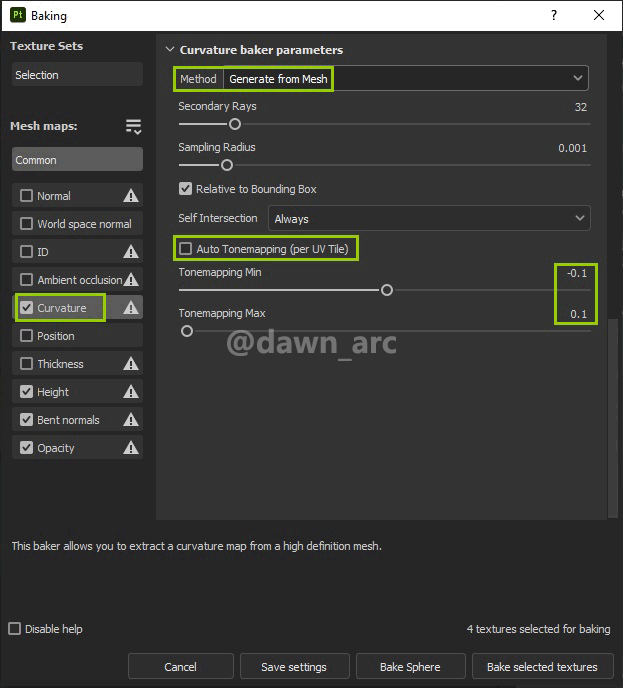 Pt Baking ?
Texture Sets
Selection
Mesh maps:
Common
Normal
World space normal
ID
Ambient occlusion
Curvature
Position
Thickness
Height
Bent normals
Opacity
Curvature baker parameters
Method Generate from Mesh
Secondary Rays 32
Sampling Radius 0.001
Relative to Bounding Box
Self Intersection Always
Auto Tonemapping (per UV Tile)
Tonemapping Min -0.1
Tonemapping Max 0.1
@dawn_arc
This baker allows you to extract a curvature map from a high definition mesh.
Disable help 4 textures selected for baking
Cancel Save settings Bake Sphere Bake selected textures